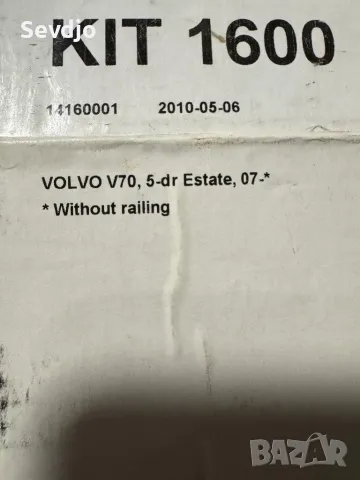 Sevdjo
KIT 1600
14160001 2010-05-06
VOLVO V70, 5-dr Estate, 07-*
* Without railing
BAZAR